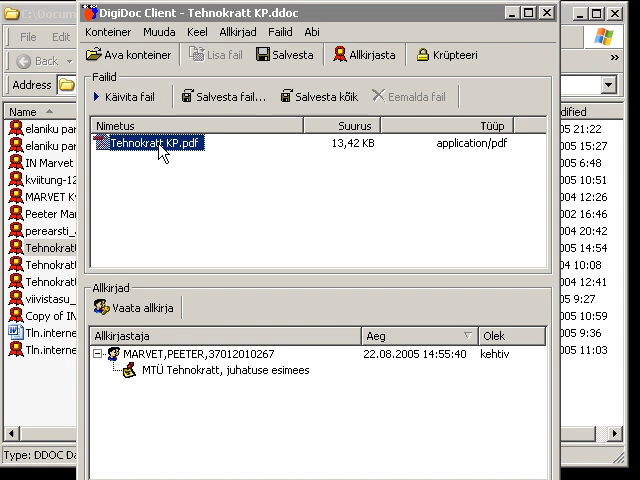 C:\Docum
DigiDoc Client - Tehnokratt KP.ddoc
File Edit
Konteiner Muuda Keel Allkirjad Failid Abi
Back
Ava konteiner Lisa fail Salvesta Allkirjasta Krüpteeri
Address
Failid
Käivita fail Salvesta fail... Salvesta kõik Eemalda fail
Name
Nimetus Suurus Tüüp
Tehnokratt KP.pdf 13,42 KB application/pdf
elaniku par
elaniku par
IN Marvet
kviitung-12
MARVET K
Peeter Mar
perearsti_
Tehnokratt
Tehnokratt
Tehnokratt
viivistasu_
Copy of IN
Tln.interne
Tln.interne
dified
05 21:22
05 15:27
05 6:48
05 10:51
04 12:26
02 16:46
04 20:42
05 14:54
04 10:08
04 12:41
05 9:27
05 10:59
05 9:36
05 11:03
Allkirjad
Vaata allkirja
Allkirjastaja Aeg Olek
MARVET,PEETER,37012010267 22.08.2005 14:55:40 kehtiv
MTÜ Tehnokratt, juhatuse esimees
Type: DDOC Da